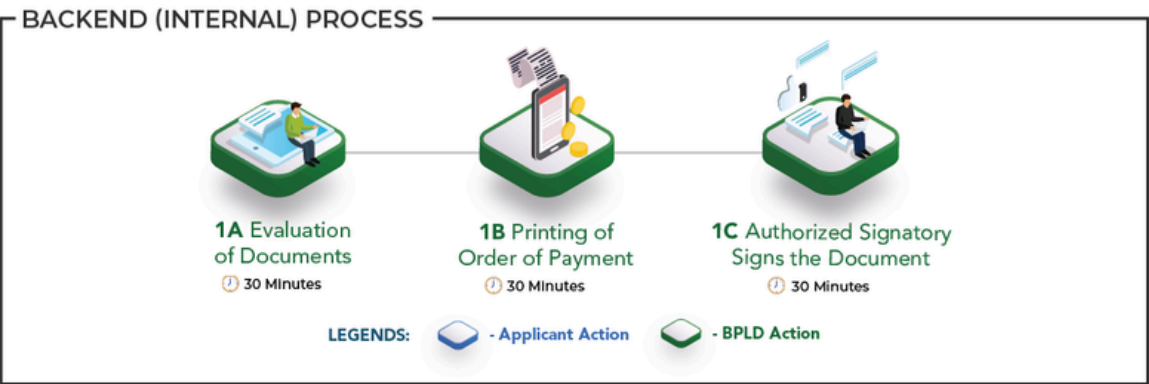 BACKEND (INTERNAL) PROCESS
1A Evaluation
of Documents
30 Minutes
1B Printing of
Order of Payment
30 Minutes
1C Authorized Signatory
Signs the Document
30 Minutes
LEGENDS:
- Applicant Action
- BPLD Action